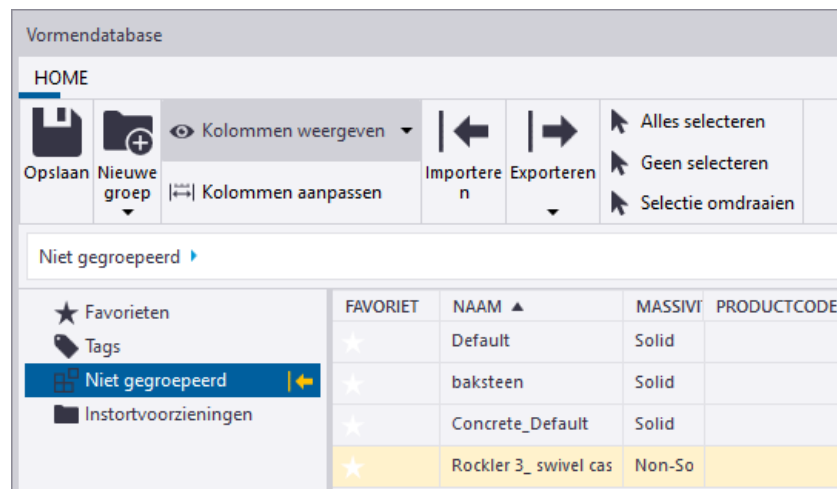 Vormendatabase
HOME
Opslaan
Nieuwe
groep
Kolommen weergeven
Kolommen aanpassen
Importere
n
Exporteren
Alles selecteren
Geen selecteren
Selectie omdraaien
Niet gegroepeerd
Favorieten
Tags
Niet gegroepeerd
Instortvoorzieningen
FAVORIET NAAM MASSIVI PRODUCTCODE
Default Solid
baksteen Solid
Concrete_Default Solid
Rockler 3_ swivel cas Non-So